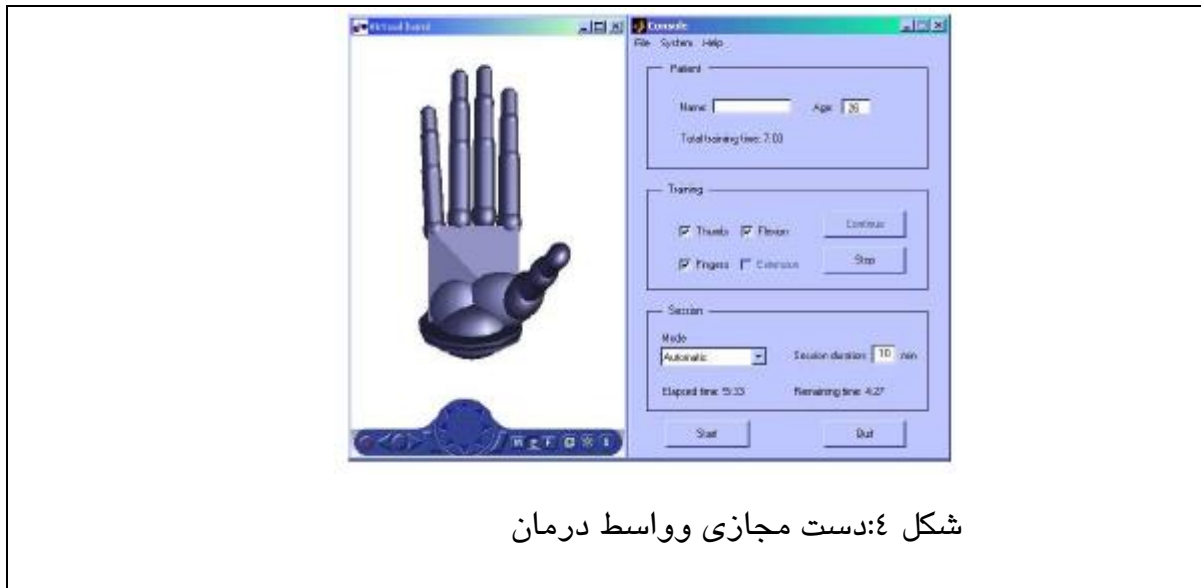 Virtual hand
Console
File System Help
Patient
Name: Age: 26
Total training time: 7:03
Training
Thumb Flexion Continue
Fingers Extension Stop
Session
Mode
Automatic Session duration: 10 min
Elapsed time: 5:33 Remaining time: 4:27
Start Quit
شکل ٤:دست مجازی وواسط درمان